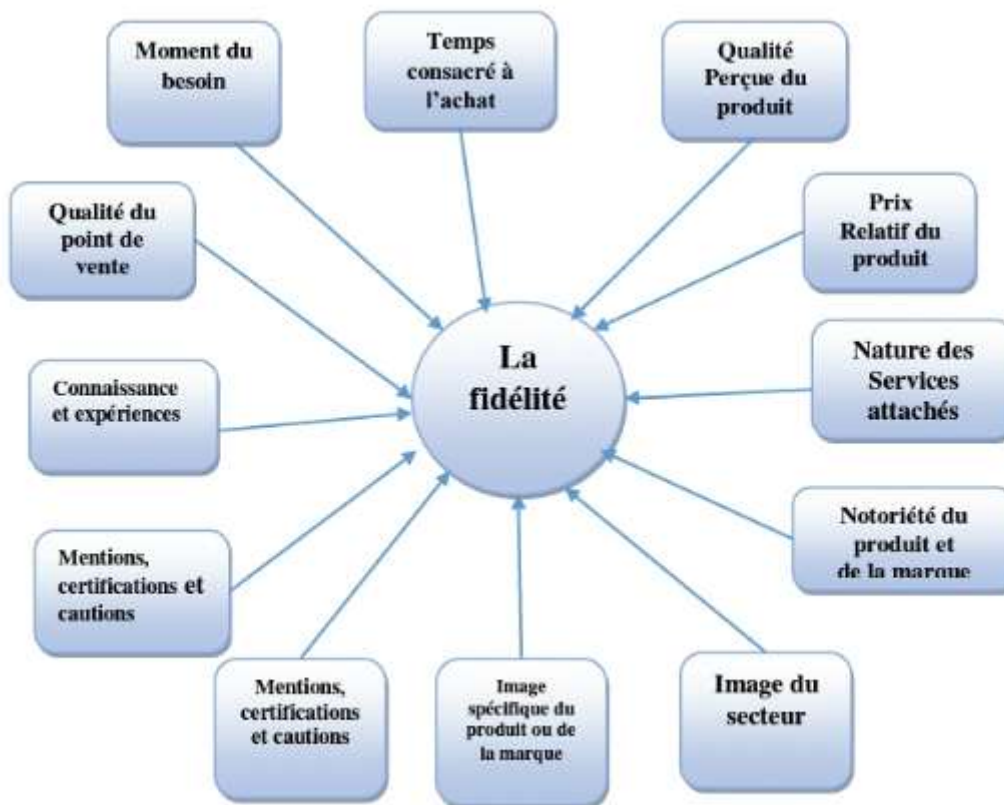 Moment du
besoin
Temps
consacré à
l'achat
Qualité
Perçue du
produit
Qualité du
point de
vente
Prix
Relatif du
produit
La
fidélité
Nature des
Services
attachés
Connaissance
et expériences
Notoriété du
produit et
de la marque
Mentions,
certifications et
cautions
Mentions,
certifications
et cautions
Image
spécifique du
produit ou de
la marque
Image du
secteur